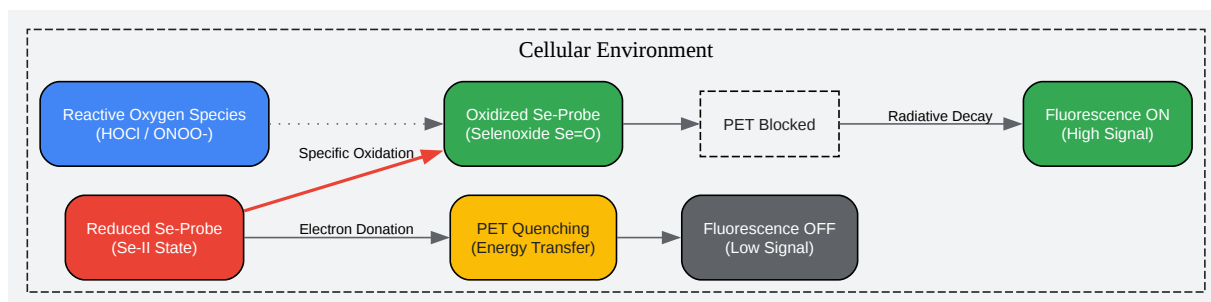 Cellular Environment
Reactive Oxygen Species
(HOCl / ONOO-)
Oxidized Se-Probe
(Selenoxide Se=O)
PET Blocked
Radiative Decay
Fluorescence ON
(High Signal)
Specific Oxidation
Reduced Se-Probe
(Se-II State)
Electron Donation
PET Quenching
(Energy Transfer)
Fluorescence OFF
(Low Signal)